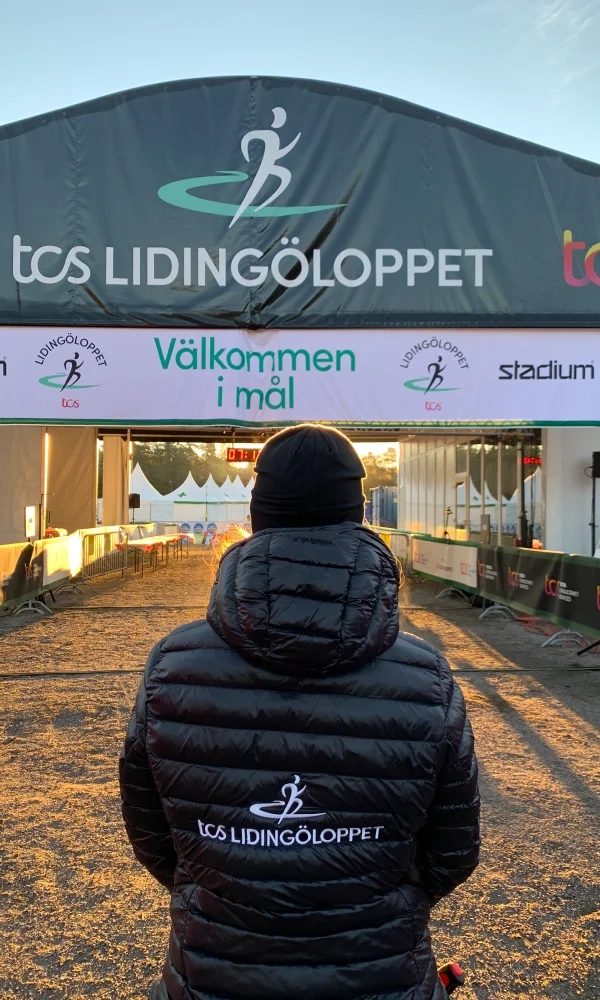 tcs LIDINGÖLOPPET
LIDINGÖLOPPET
tcs
Välkommen
i mål
LIDINGÖLOPPET
tcs
stadium
tcs LIDINGÖLOPPET